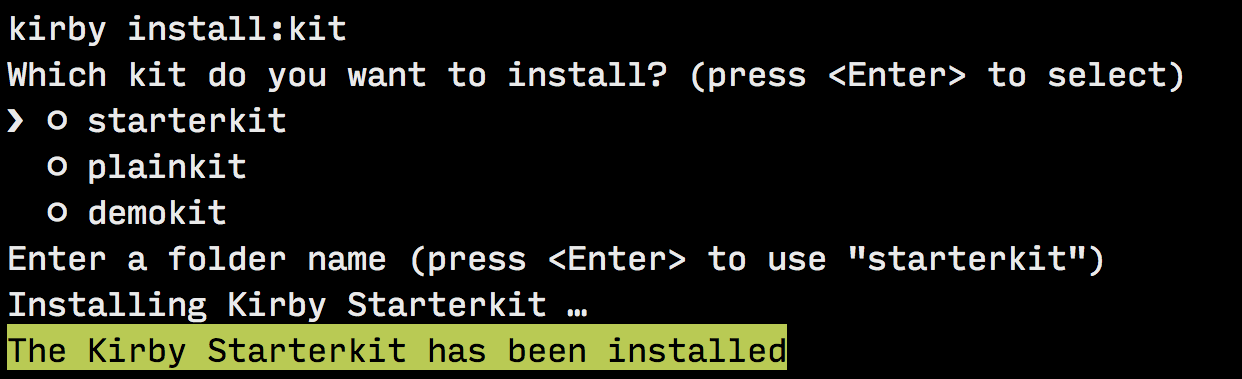 kirby install:kit
Which kit do you want to install? (press <Enter> to select)
❯ ○ starterkit
  ○ plainkit
  ○ demokit
Enter a folder name (press <Enter> to use "starterkit")
Installing Kirby Starterkit …
The Kirby Starterkit has been installed